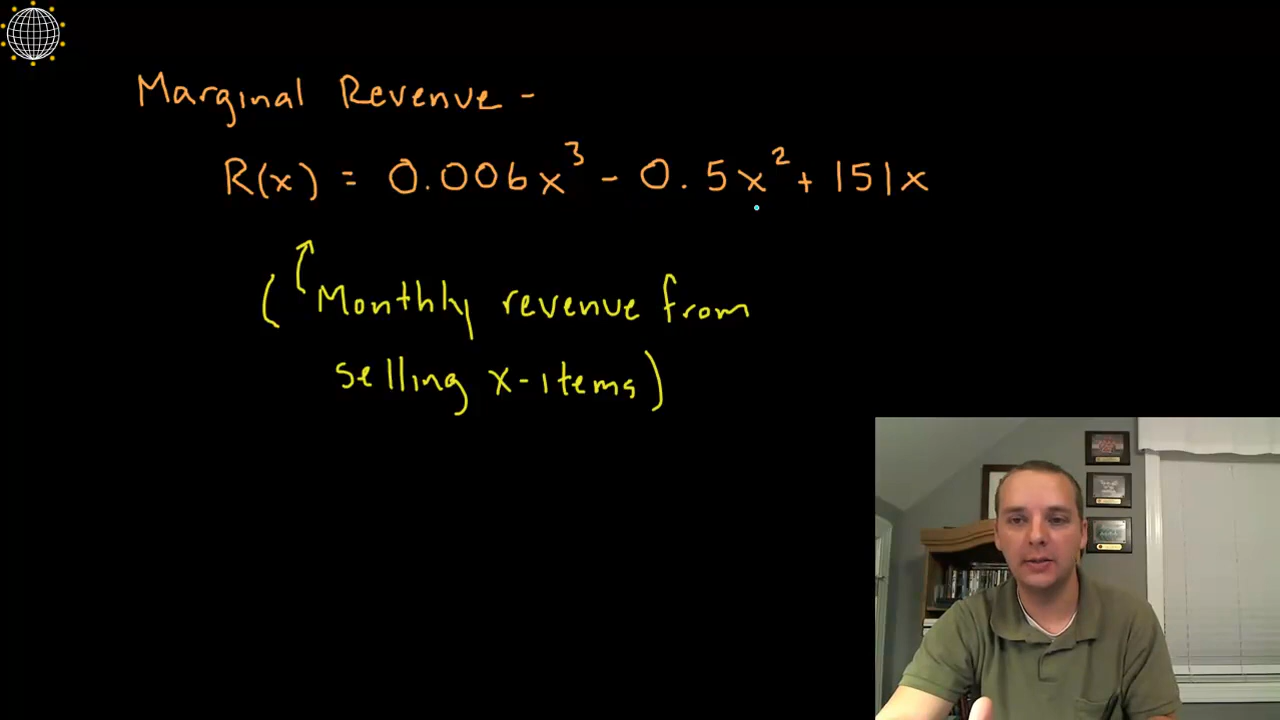 Marginal Revenue -
R(x) = 0.006x³ - 0.5x² + 151x
(Monthly revenue from
selling x-items)